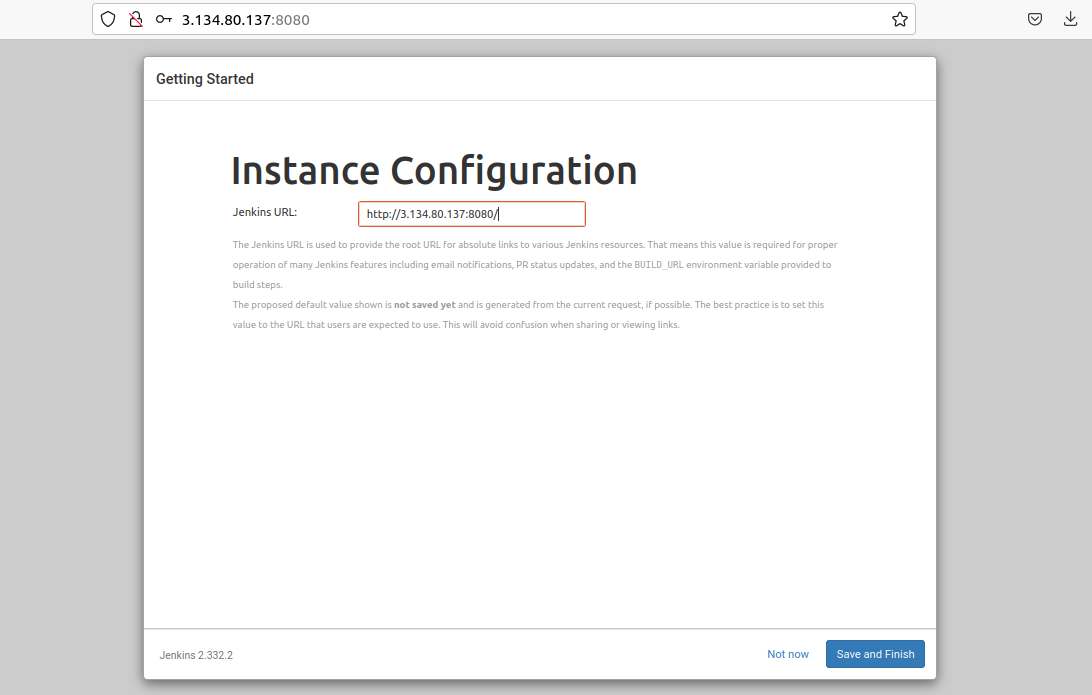 3.134.80.137:8080
Getting Started
Instance Configuration
Jenkins URL:
http://3.134.80.137:8080/
The Jenkins URL is used to provide the root URL for absolute links to various Jenkins resources. That means this value is required for proper
operation of many Jenkins features including email notifications, PR status updates, and the BUILD_URL environment variable provided to
build steps.
The proposed default value shown is not saved yet and is generated from the current request, if possible. The best practice is to set this
value to the URL that users are expected to use. This will avoid confusion when sharing or viewing links.
Jenkins 2.332.2
Not now
Save and Finish